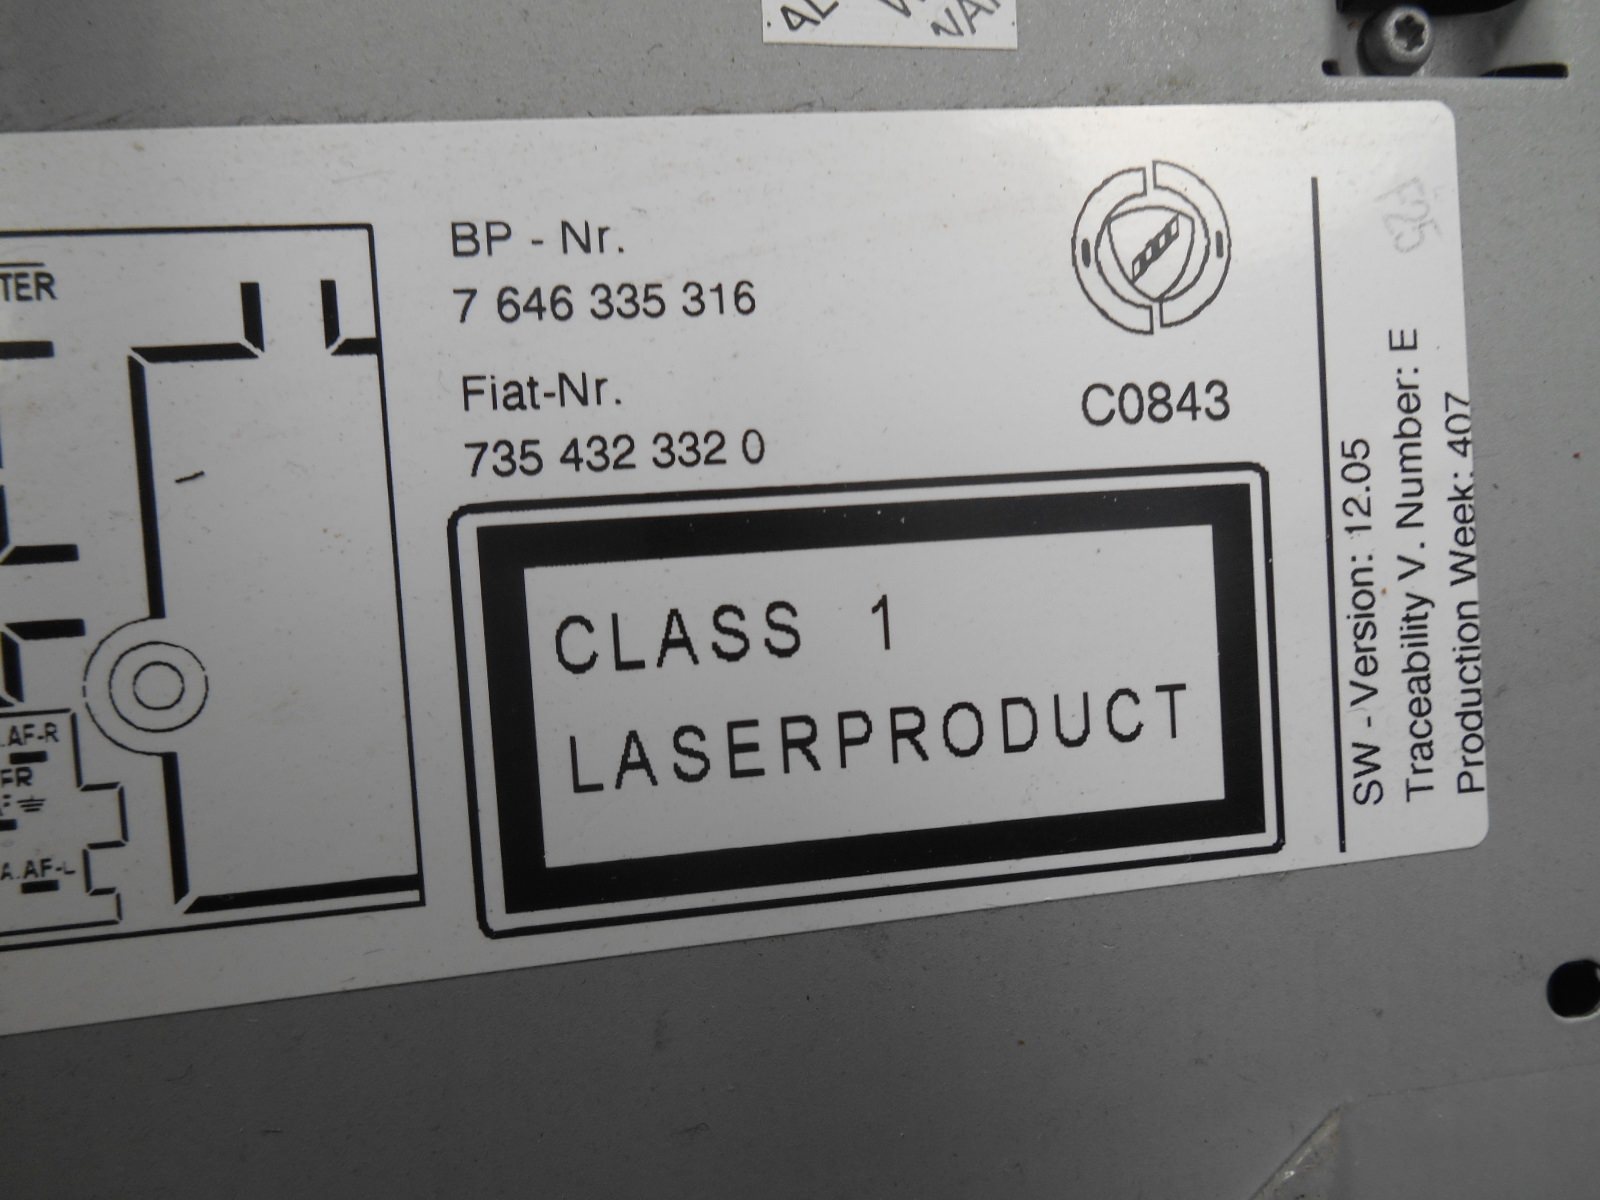 TER
BP - Nr.
7 646 335 316
Fiat-Nr.
735 432 332 0
C0843
CLASS 1
LASERPRODUCT
AF-R
FR
A.AF-L
SW - Version: 12.05
Traceability V. Number: E
Production Week: 407